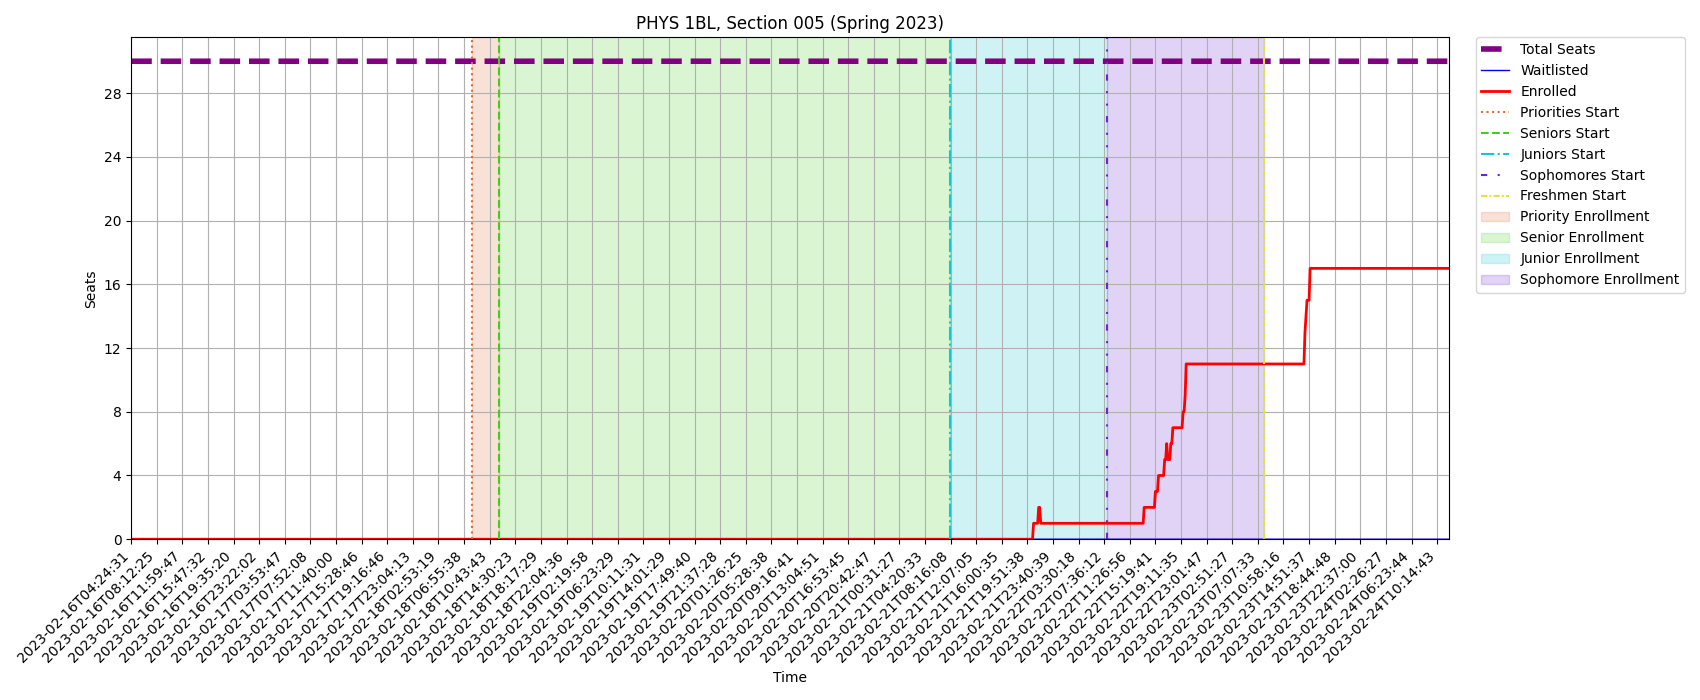 PHYS 1BL, Section 005 (Spring 2023)
Total Seats
Waitlisted
Enrolled
Priorities Start
Seniors Start
Juniors Start
Sophomores Start
Freshmen Start
Priority Enrollment
Senior Enrollment
Junior Enrollment
Sophomore Enrollment
Seats
28
24
20
16
12
8
4
0
2023-02-16T04:24:31
2023-02-16T08:12:25
2023-02-16T11:59:47
2023-02-16T15:47:32
2023-02-16T19:35:20
2023-02-16T23:22:02
2023-02-17T03:53:47
2023-02-17T07:52:08
2023-02-17T11:40:00
2023-02-17T15:28:46
2023-02-17T19:16:46
2023-02-17T23:04:13
2023-02-18T02:53:19
2023-02-18T06:55:38
2023-02-18T10:43:43
2023-02-18T14:30:23
2023-02-18T18:17:29
2023-02-18T22:04:36
2023-02-19T02:19:58
2023-02-19T06:23:29
2023-02-19T10:11:31
2023-02-19T14:01:29
2023-02-19T17:49:40
2023-02-19T21:37:28
2023-02-20T01:26:25
2023-02-20T05:28:38
2023-02-20T09:16:41
2023-02-20T13:04:51
2023-02-20T16:53:45
2023-02-20T20:42:47
2023-02-21T00:31:27
2023-02-21T04:20:33
2023-02-21T08:16:08
2023-02-21T12:07:05
2023-02-21T16:00:35
2023-02-21T19:51:38
2023-02-21T23:40:39
2023-02-22T03:30:18
2023-02-22T07:36:12
2023-02-22T11:26:56
2023-02-22T15:19:41
2023-02-22T19:11:35
2023-02-22T23:01:47
2023-02-23T02:51:27
2023-02-23T07:07:33
2023-02-23T10:58:16
2023-02-23T14:51:37
2023-02-23T18:44:48
2023-02-23T22:37:00
2023-02-24T02:26:27
2023-02-24T06:23:44
2023-02-24T10:14:43
Time